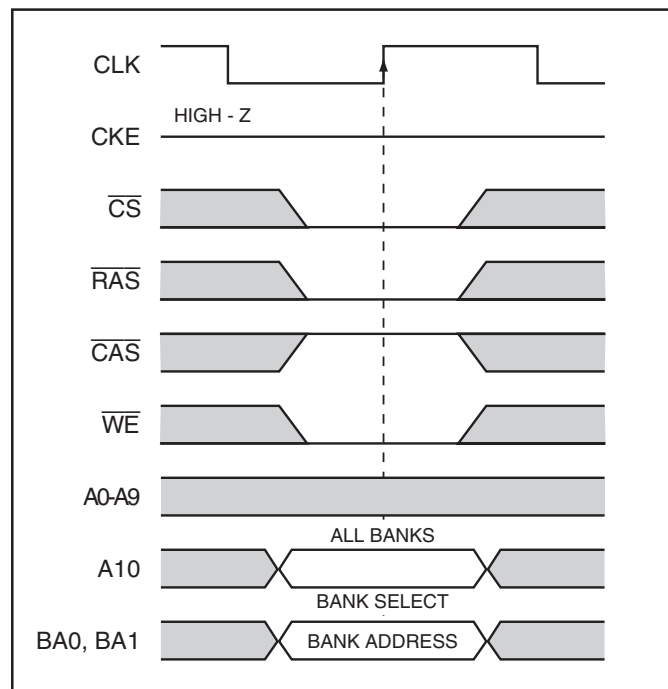 CLK
HIGH - Z
CKE
CS
RAS
CAS
WE
A0-A9
ALL BANKS
A10
BANK SELECT
BA0, BA1
BANK ADDRESS